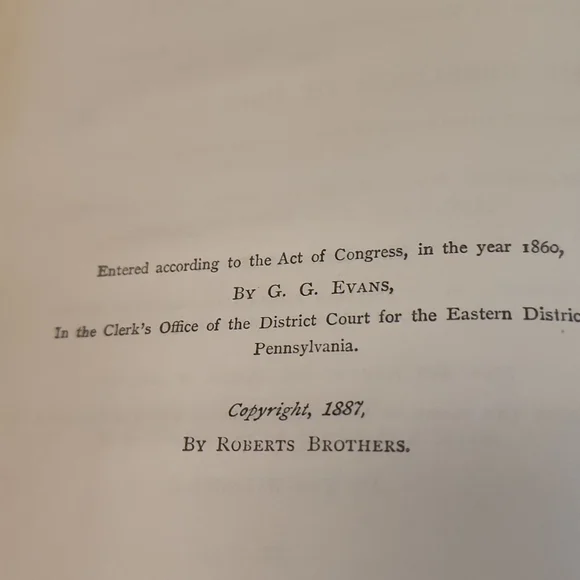 Entered according to the Act of Congress, in the year 1860,
By G. G. Evans,
In the Clerk's Office of the District Court for the Eastern Distric
Pennsylvania.
Copyright, 1887,
By Roberts Brothers.